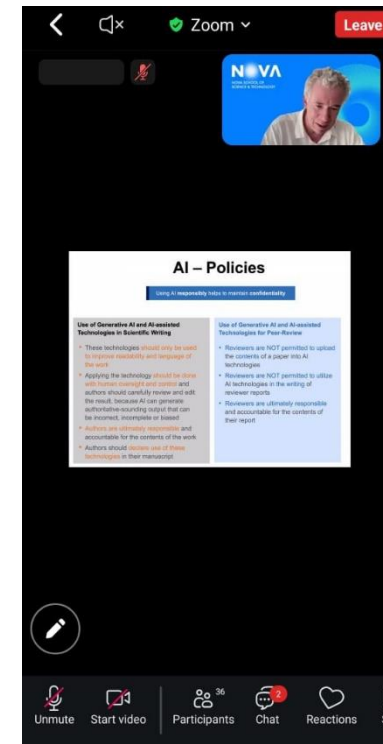 Zoom
Leave
NOVA
NOVA SCHOOL OF
SCIENCE & TECHNOLOGY
AI – Policies
Using AI responsibly helps to maintain confidentiality
Use of Generative AI and AI-assisted
Technologies in Scientific Writing
• These technologies should only be used
to improve readability and language of
the work
• Applying the technology should be done
with human oversight and control and
authors should carefully review and edit
the result, because AI can generate
authoritative-sounding output that can
be incorrect, incomplete or biased
• Authors are ultimately responsible and
accountable for the contents of the work
• Authors should declare use of these
technologies in their manuscript
Use of Generative AI and AI-assisted
Technologies for Peer-Review
• Reviewers are NOT permitted to upload
the contents of a paper into AI
technologies
• Reviewers are NOT permitted to utilize
AI technologies in the writing of
reviewer reports
• Reviewers are ultimately responsible
and accountable for the contents of
their report
36
2
Unmute
Start video
Participants
Chat
Reactions